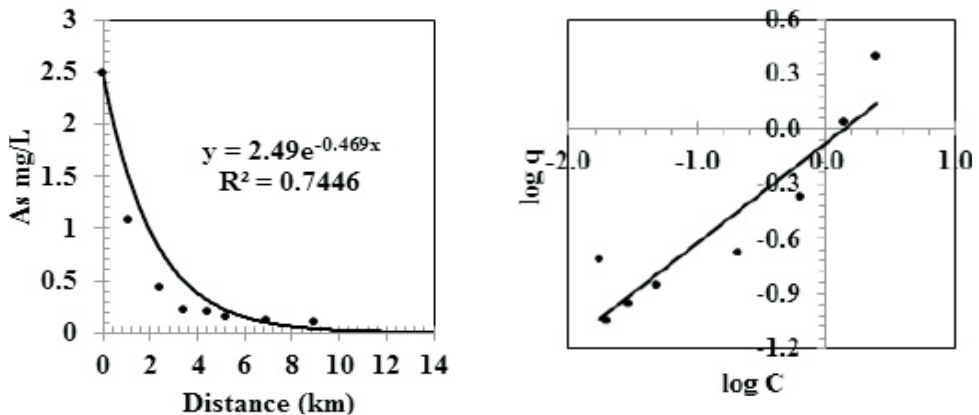 3
2.5
2
1.5
1
0.5
0
As mg/L
y = 2.49e^-0.469x
R² = 0.7446
0 2 4 6 8 10 12 14
Distance (km)
0.6
0.3
0.0
-0.3
-0.6
-0.9
-1.2
log q
-2.0 -1.0 0.0 1.0
log C